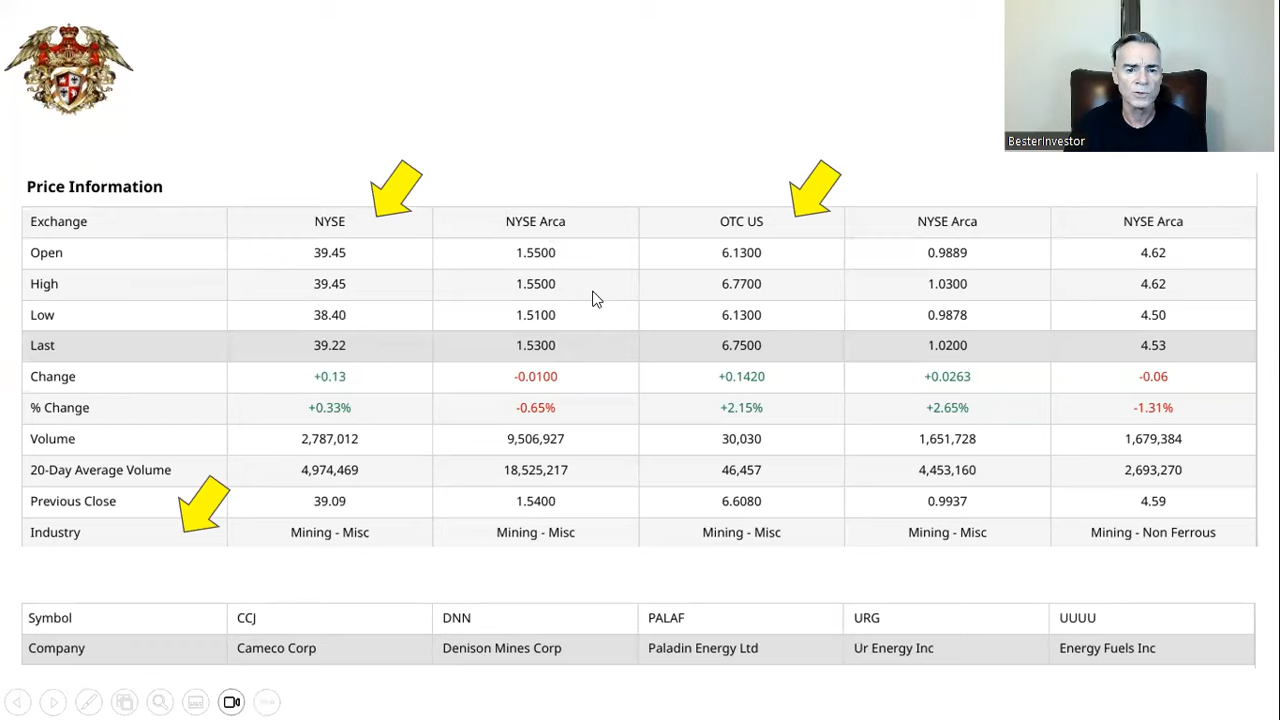 BesterInvestor
Price Information
Exchange NYSE NYSE Arca OTC US NYSE Arca NYSE Arca
Open 39.45 1.5500 6.1300 0.9889 4.62
High 39.45 1.5500 6.7700 1.0300 4.62
Low 38.40 1.5100 6.1300 0.9878 4.50
Last 39.22 1.5300 6.7500 1.0200 4.53
Change +0.13 -0.0100 +0.1420 +0.0263 -0.06
% Change +0.33% -0.65% +2.15% +2.65% -1.31%
Volume 2,787,012 9,506,927 30,030 1,651,728 1,679,384
20-Day Average Volume 4,974,469 18,525,217 46,457 4,453,160 2,693,270
Previous Close 39.09 1.5400 6.6080 0.9937 4.59
Industry Mining - Misc Mining - Misc Mining - Misc Mining - Misc Mining - Non Ferrous
Symbol CCJ DNN PALAF URG UUUU
Company Cameco Corp Denison Mines Corp Paladin Energy Ltd Ur Energy Inc Energy Fuels Inc